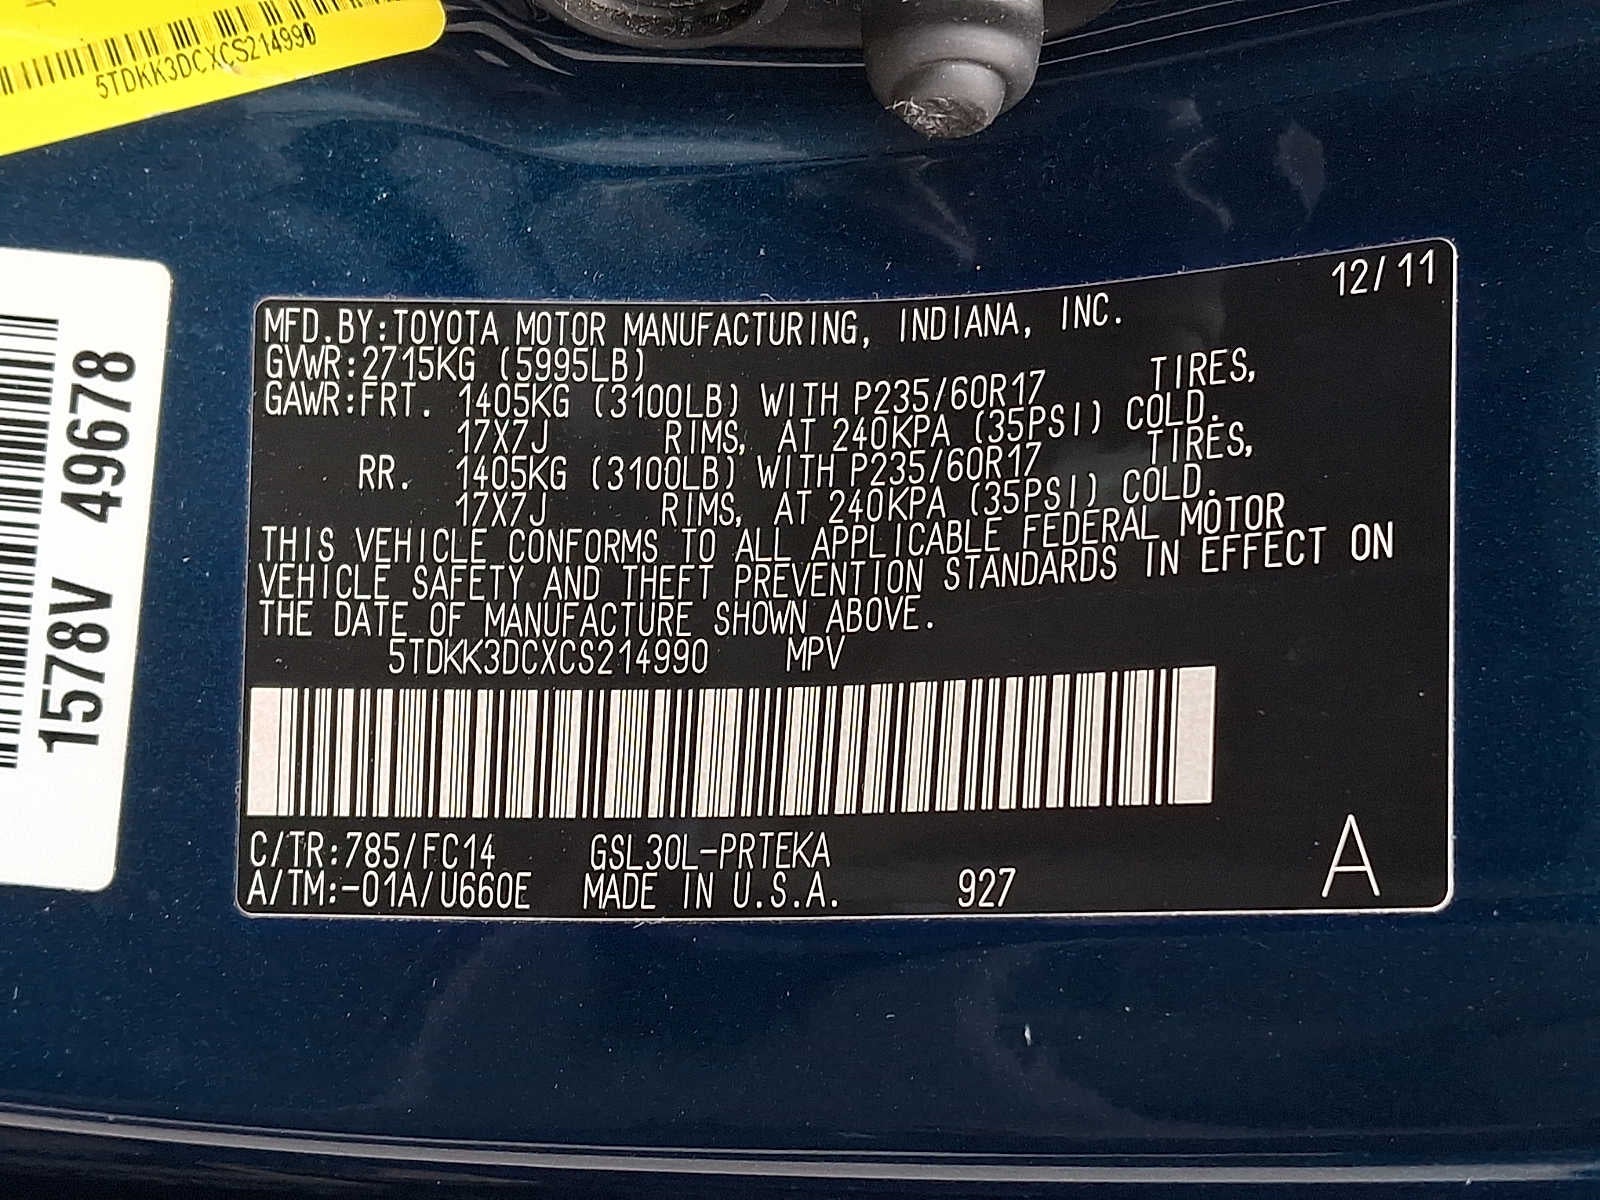 5TDKK3DCXCS214990
1578V 49678
12/11
MFD.BY:TOYOTA MOTOR MANUFACTURING, INDIANA, INC.
GVWR:2715KG (5995LB)
GAWR:FRT. 1405KG (3100LB) WITH P235/60R17 TIRES,
17X7J RIMS, AT 240KPA (35PSI) COLD.
RR. 1405KG (3100LB) WITH P235/60R17 TIRES,
17X7J RIMS, AT 240KPA (35PSI) COLD.
THIS VEHICLE CONFORMS TO ALL APPLICABLE FEDERAL MOTOR
VEHICLE SAFETY AND THEFT PREVENTION STANDARDS IN EFFECT ON
THE DATE OF MANUFACTURE SHOWN ABOVE.
5TDKK3DCXCS214990 MPV
C/TR:785/FC14 GSL30L-PRTEKA
A/TM:-01A/U660E MADE IN U.S.A. 927 A